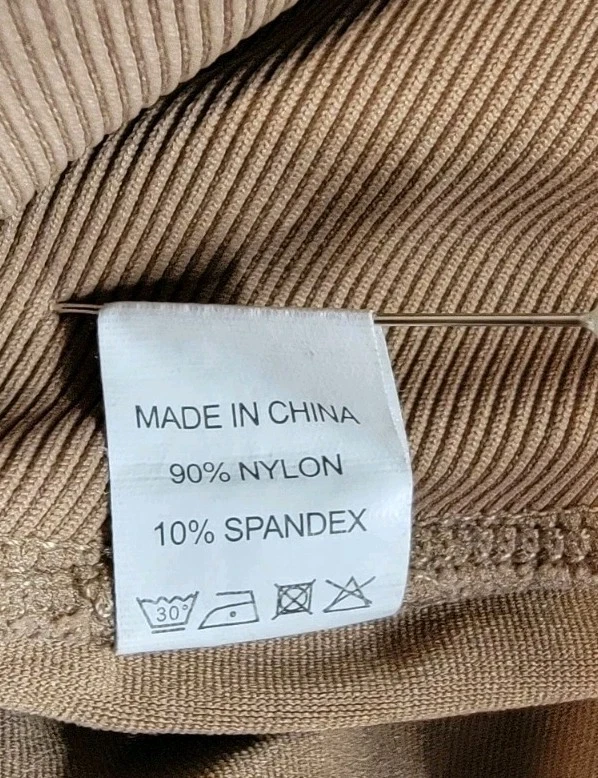 MADE IN CHINA
90% NYLON
10% SPANDEX
30°